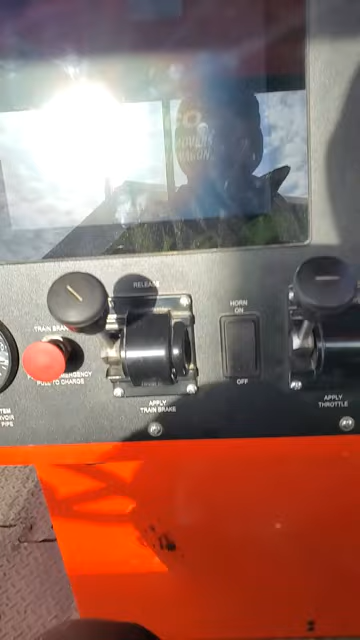 RELEASE
HORN
ON
TRAIN BRAKE
EMERGENCY
PULL TO CHARGE
OFF
APPLY
TRAIN BRAKE
APPLY
THROTTLE
PIPE